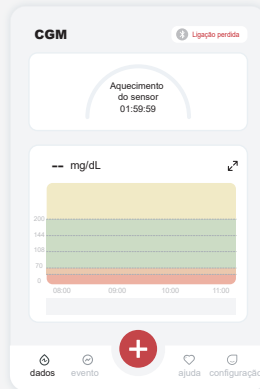 CGM
Ligação perdida
Aquecimento
do sensor
01:59:59
-- mg/dL
200
144
108
70
0
08:00 09:00 10:00 11:00
dados evento ajuda configuração